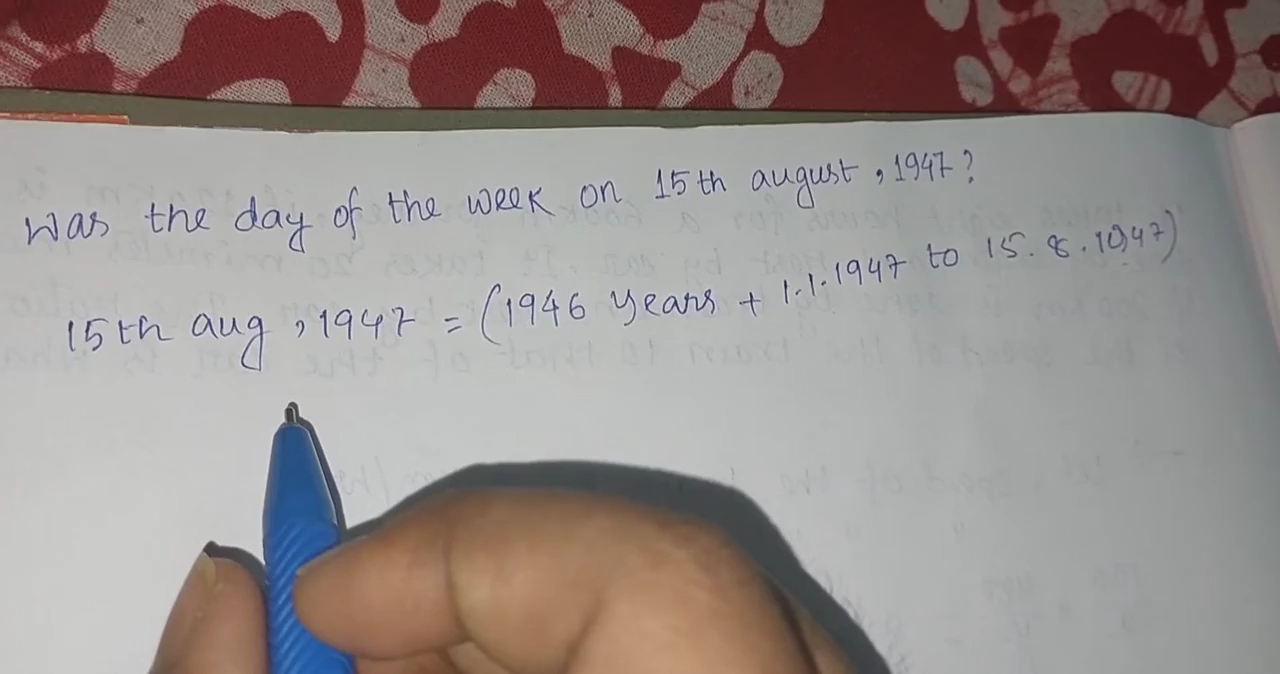 Was the day of the week on 15th august, 1947?
15th aug, 1947 = (1946 years + 1.1.1947 to 15.8.1947)